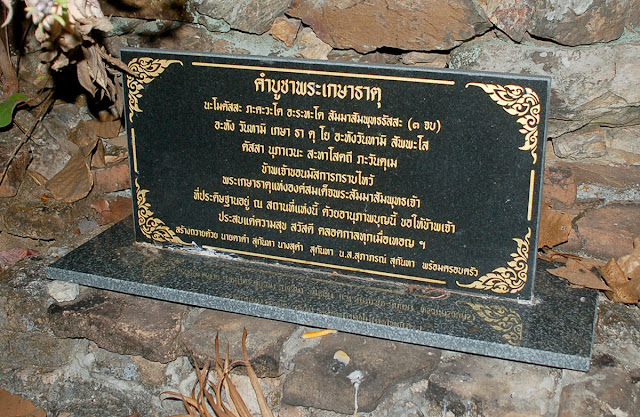 คำบูชาพระเกษาธาตุ
นะโมตัสสะ ภะคะวะโต อะระหะโต สัมมาสัมพุทธธัสสะ (๓ จบ)
อะหัง วันทามิ เกษา ธา ตุ โย อะหังวันทามิ สัพพะโส
ตัสสา นุภาเวนะ สะทาโสตถี ภะวันตุเม
ข้าพเจ้าขอนมัสการกราบไหว้
พระเกษาธาตุแห่งองค์สมเด็จพระสัมมาสัมพุทธเจ้า
ที่ประดิษฐานอยู่ ณ สถานที่แห่งนี้ ด้วยอานุภาพบุญนี้ ขอให้ข้าพเจ้า
ประสบแต่ความสุข สวัสดี ตลอดกาลทุกเมื่อเทอญ ฯ
สร้างถวายด้วย นายคาคำ สุกันทา นางสุคำ สุกันทา น.ส.สุภาภรณ์ สุกันทา พร้อมครอบครัว